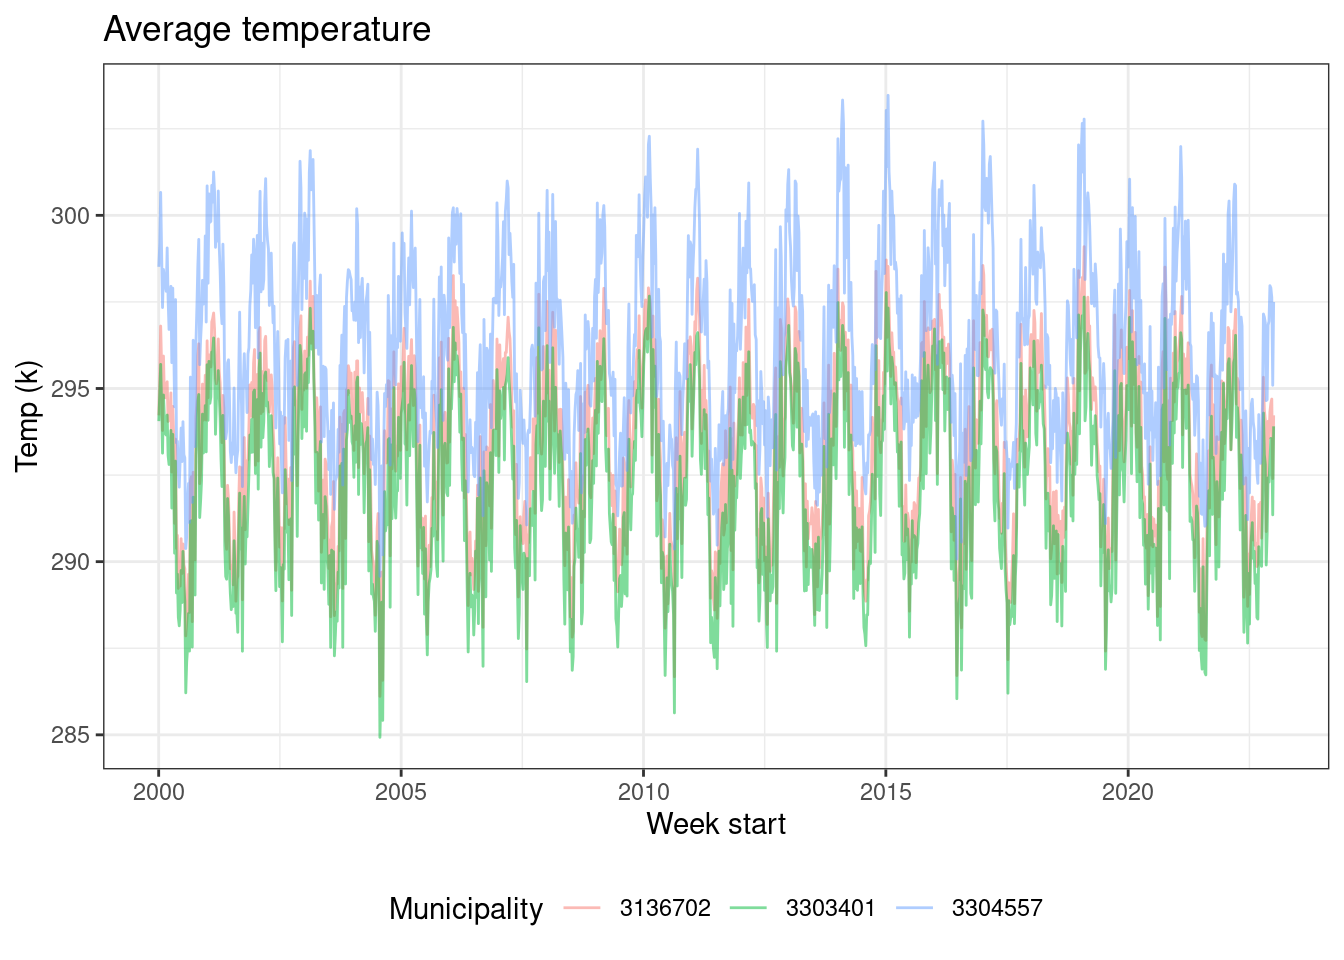 Average temperature
Temp (k)
300
295
290
285
2000 2005 2010 2015 2020
Week start
Municipality 3136702 3303401 3304557